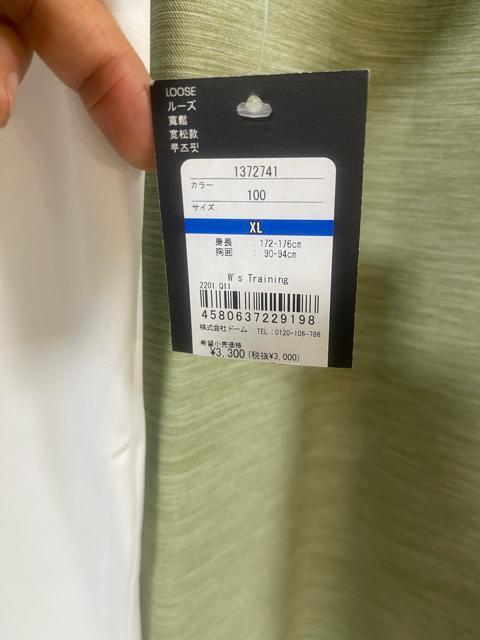 LOOSE
ルーズ
寬鬆
宽松款
루즈핏
1372741
カラー
100
サイズ
XL
身長 : 172-176cm
胸囲 : 90-94cm
W's Training
2201 Q11
4580637229198
株式会社ドーム TEL:0120-106-786
希望小売価格
¥3,300(税抜¥3,000)